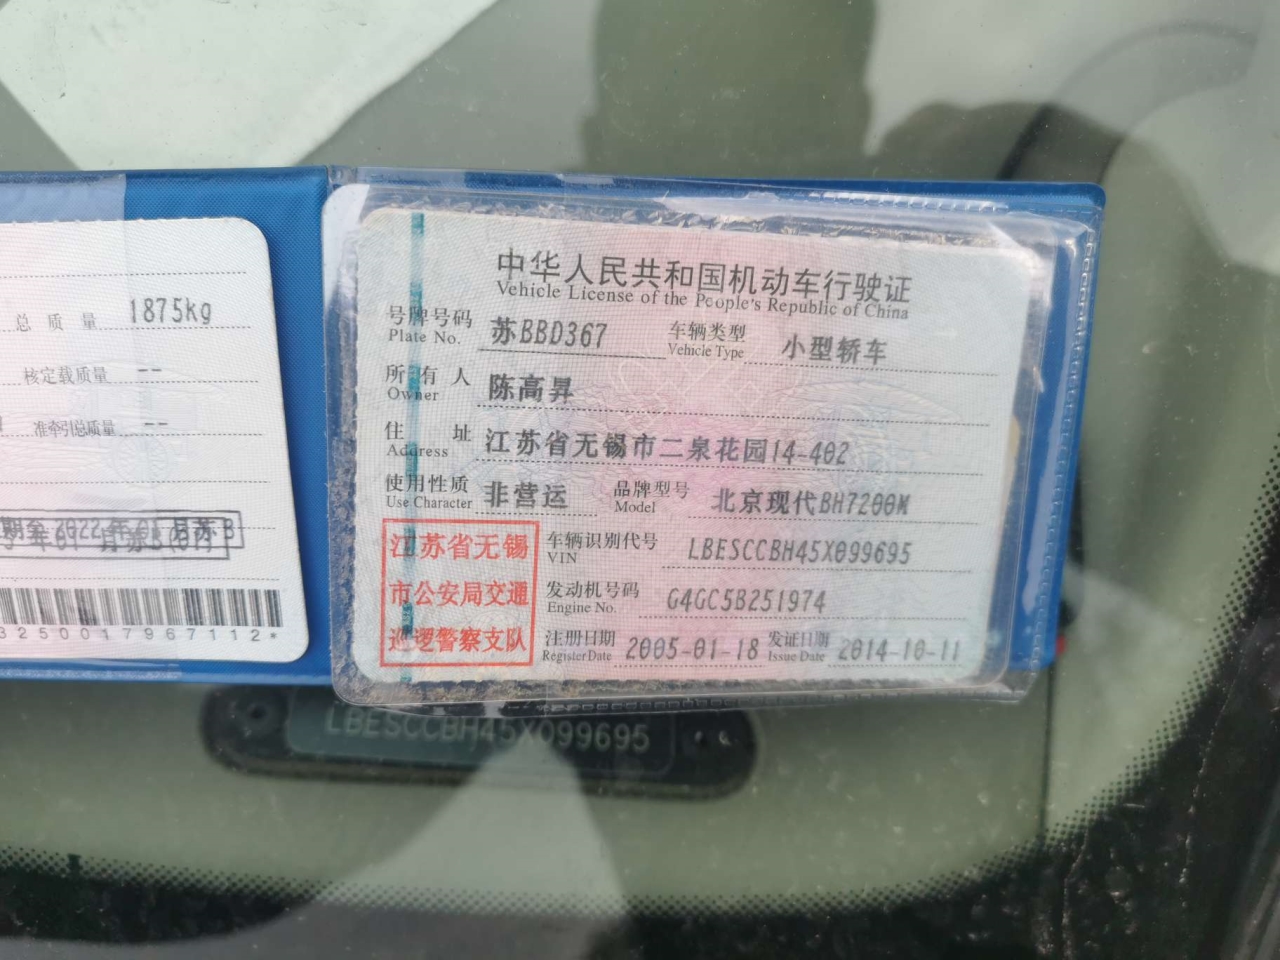 总质量 1875kg
核定载质量 --
准牵引总质量 --
3250017967112*
中华人民共和国机动车行驶证
Vehicle License of the People's Republic of China
号牌号码 苏BBD367 车辆类型 小型轿车
Plate No. Vehicle Type
所有人 陈高昇
Owner
住址 江苏省无锡市二泉花园14-402
Address
使用性质 非营运 品牌型号 北京现代BH7200M
Use Character Model
江苏省无锡
市公安局交通
巡逻警察支队
车辆识别代号 LBESCCBH45X099695
VIN
发动机号码 G4GC5B251974
Engine No.
注册日期 2005-01-18 发证日期 2014-10-11
Register Date Issue Date
LBESCCBH45X099695